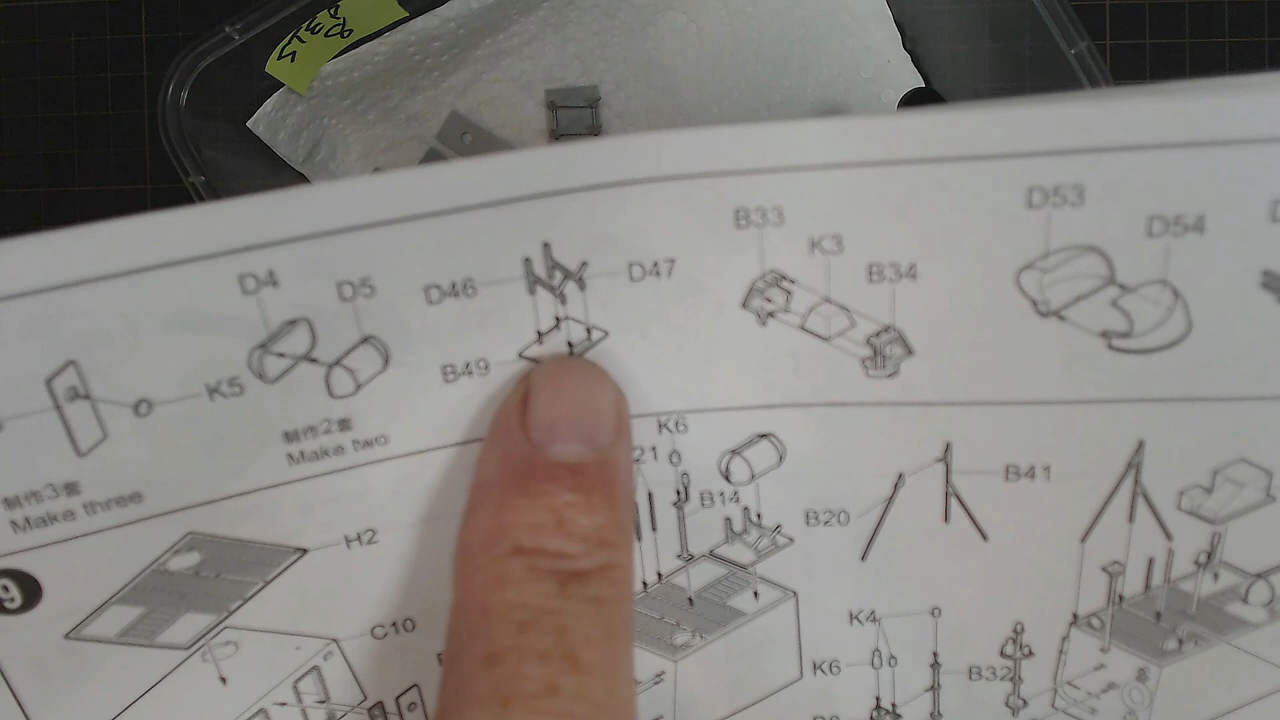 D53
D54
B33
K3
B34
D4
D5
D46
D47
B49
K5
制作2套
Make two
制作3套
Make three
K6
21
B14
B20
B41
9
H2
C10
K4
K6
B32